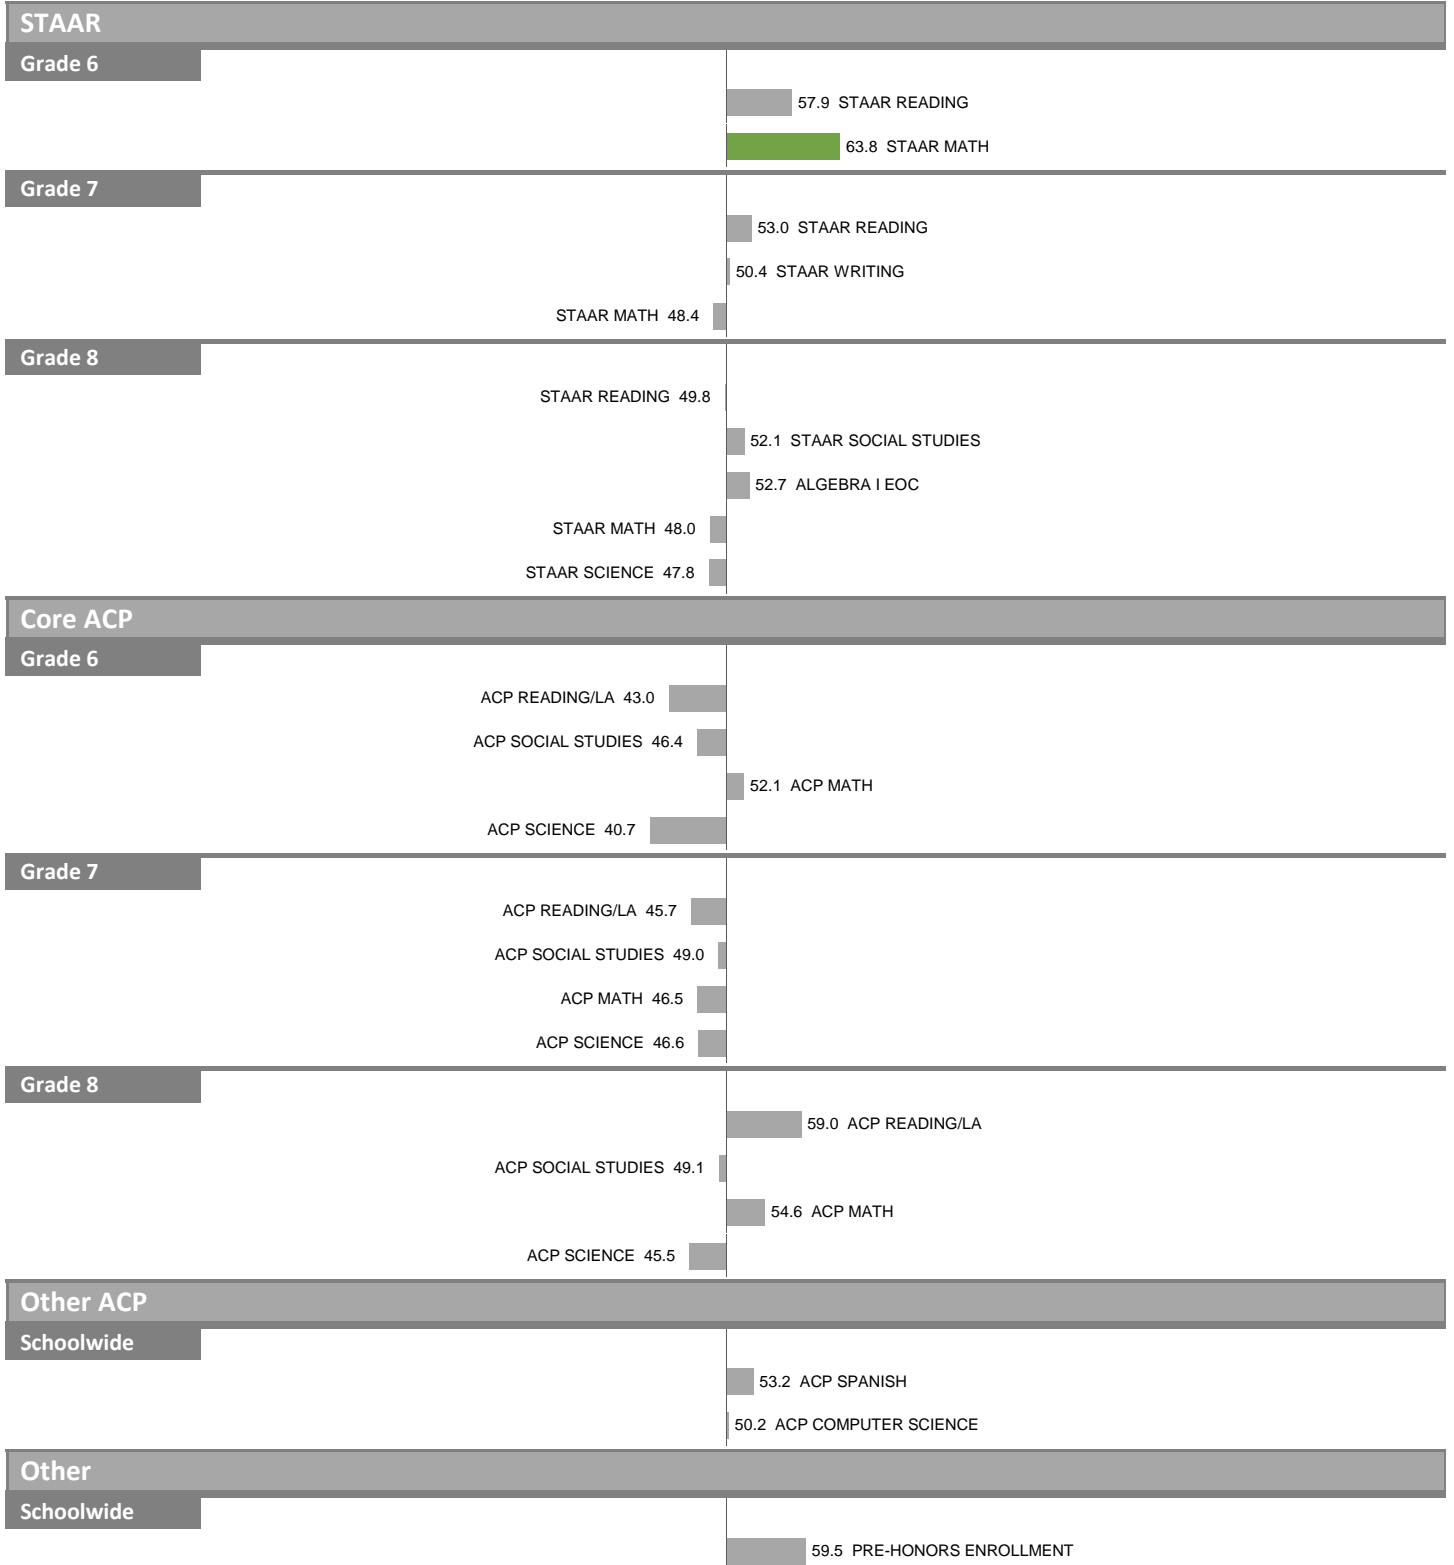 STAAR
Grade 6
57.9 STAAR READING
63.8 STAAR MATH
Grade 7
53.0 STAAR READING
50.4 STAAR WRITING
STAAR MATH 48.4
Grade 8
STAAR READING 49.8
52.1 STAAR SOCIAL STUDIES
52.7 ALGEBRA I EOC
STAAR MATH 48.0
STAAR SCIENCE 47.8
Core ACP
Grade 6
ACP READING/LA 43.0
ACP SOCIAL STUDIES 46.4
52.1 ACP MATH
ACP SCIENCE 40.7
Grade 7
ACP READING/LA 45.7
ACP SOCIAL STUDIES 49.0
ACP MATH 46.5
ACP SCIENCE 46.6
Grade 8
59.0 ACP READING/LA
ACP SOCIAL STUDIES 49.1
54.6 ACP MATH
ACP SCIENCE 45.5
Other ACP
Schoolwide
53.2 ACP SPANISH
50.2 ACP COMPUTER SCIENCE
Other
Schoolwide
59.5 PRE-HONORS ENROLLMENT